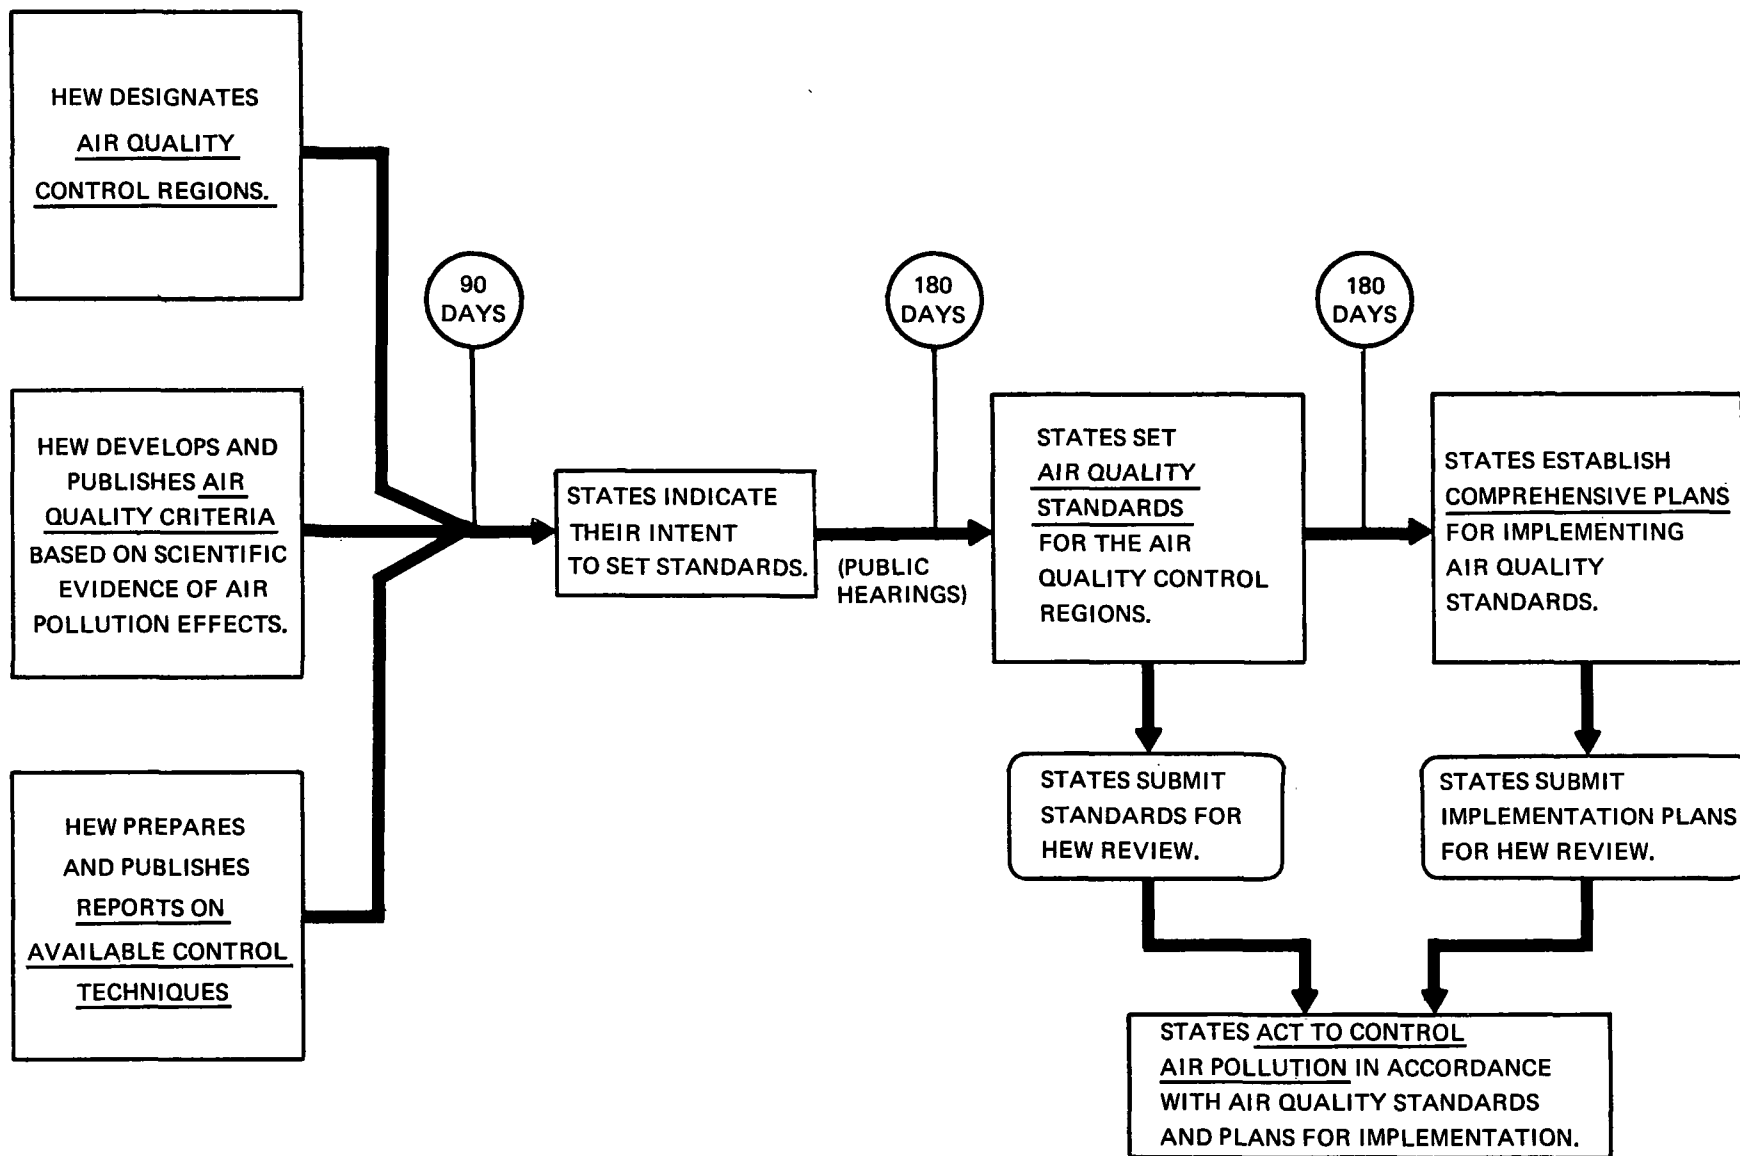 HEW DESIGNATES
AIR QUALITY
CONTROL REGIONS.
HEW DEVELOPS AND
PUBLISHES AIR
QUALITY CRITERIA
BASED ON SCIENTIFIC
EVIDENCE OF AIR
POLLUTION EFFECTS.
HEW PREPARES
AND PUBLISHES
REPORTS ON
AVAILABLE CONTROL
TECHNIQUES
90
DAYS
STATES INDICATE
THEIR INTENT
TO SET STANDARDS.
180
DAYS
(PUBLIC
HEARINGS)
STATES SET
AIR QUALITY
STANDARDS
FOR THE AIR
QUALITY CONTROL
REGIONS.
180
DAYS
STATES ESTABLISH
COMPREHENSIVE PLANS
FOR IMPLEMENTING
AIR QUALITY
STANDARDS.
STATES SUBMIT
STANDARDS FOR
HEW REVIEW.
STATES SUBMIT
IMPLEMENTATION PLANS
FOR HEW REVIEW.
STATES ACT TO CONTROL
AIR POLLUTION IN ACCORDANCE
WITH AIR QUALITY STANDARDS
AND PLANS FOR IMPLEMENTATION.